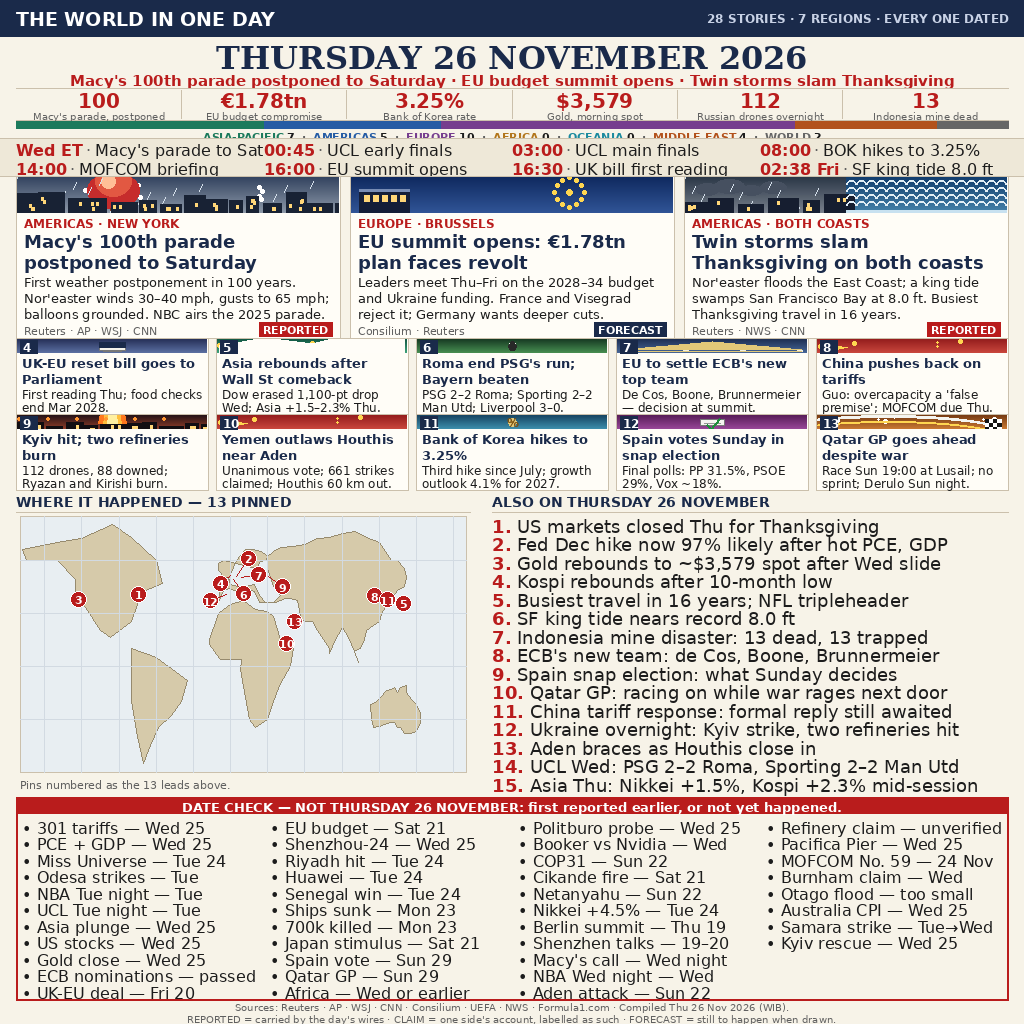 THE WORLD IN ONE DAY
28 STORIES · 7 REGIONS · EVERY ONE DATED
THURSDAY 26 NOVEMBER 2026
Macy's 100th parade postponed to Saturday · EU budget summit opens · Twin storms slam Thanksgiving
100
Macy's parade, postponed
€1.78tn
EU budget compromise
3.25%
Bank of Korea rate
$3,579
Gold, morning spot
112
Russian drones overnight
13
Indonesia mine dead
ASIA-PACIFIC 7 · AMERICAS 5 · EUROPE 10 · AFRICA 0 · OCEANIA 0 · MIDDLE EAST 4 · WORLD 2
Wed ET · Macy's parade to Sat
00:45 · UCL early finals
03:00 · UCL main finals
08:00 · BOK hikes to 3.25%
14:00 · MOFCOM briefing
16:00 · EU summit opens
16:30 · UK bill first reading
02:38 Fri · SF king tide 8.0 ft
AMERICAS · NEW YORK
Macy's 100th parade
postponed to Saturday
First weather postponement in 100 years.
Nor'easter winds 30–40 mph, gusts to 65 mph;
balloons grounded. NBC airs the 2025 parade.
Reuters · AP · WSJ · CNN
REPORTED
EUROPE · BRUSSELS
EU summit opens: €1.78tn
plan faces revolt
Leaders meet Thu–Fri on the 2028–34 budget
and Ukraine funding. France and Visegrad
reject it; Germany wants deeper cuts.
Consilium · Reuters
FORECAST
AMERICAS · BOTH COASTS
Twin storms slam
Thanksgiving on both coasts
Nor'easter floods the East Coast; a king tide
swamps San Francisco Bay at 8.0 ft. Busiest
Thanksgiving travel in 16 years.
Reuters · NWS · CNN
REPORTED
4
UK-EU reset bill goes to
Parliament
First reading Thu; food checks
end Mar 2028.
5
Asia rebounds after
Wall St comeback
Dow erased 1,100-pt drop
Wed; Asia +1.5–2.3% Thu.
6
Roma end PSG's run;
Bayern beaten
PSG 2–2 Roma; Sporting 2–2
Man Utd; Liverpool 3–0.
7
EU to settle ECB's new
top team
De Cos, Boone, Brunnermeier
— decision at summit.
8
China pushes back on
tariffs
Guo: overcapacity a 'false
premise'; MOFCOM due Thu.
9
Kyiv hit; two refineries
burn
112 drones, 88 downed;
Ryazan and Kirishi burn.
10
Yemen outlaws Houthis
near Aden
Unanimous vote; 661 strikes
claimed; Houthis 60 km out.
11
Bank of Korea hikes to
3.25%
Third hike since July; growth
outlook 4.1% for 2027.
12
Spain votes Sunday in
snap election
Final polls: PP 31.5%, PSOE
29%, Vox ~18%.
13
Qatar GP goes ahead
despite war
Race Sun 19:00 at Lusail; no
sprint; Derulo Sun night.
WHERE IT HAPPENED — 13 PINNED
2
7
4
9
12
6
3
1
8
11
5
13
10
Pins numbered as the 13 leads above.
ALSO ON THURSDAY 26 NOVEMBER
1. US markets closed Thu for Thanksgiving
2. Fed Dec hike now 97% likely after hot PCE, GDP
3. Gold rebounds to ~$3,579 spot after Wed slide
4. Kospi rebounds after 10-month low
5. Busiest travel in 16 years; NFL tripleheader
6. SF king tide nears record 8.0 ft
7. Indonesia mine disaster: 13 dead, 13 trapped
8. ECB's new team: de Cos, Boone, Brunnermeier
9. Spain snap election: what Sunday decides
10. Qatar GP: racing on while war rages next door
11. China tariff response: formal reply still awaited
12. Ukraine overnight: Kyiv strike, two refineries hit
13. Aden braces as Houthis close in
14. UCL Wed: PSG 2–2 Roma, Sporting 2–2 Man Utd
15. Asia Thu: Nikkei +1.5%, Kospi +2.3% mid-session
DATE CHECK — NOT THURSDAY 26 NOVEMBER: first reported earlier, or not yet happened.
• 301 tariffs — Wed 25
• PCE + GDP — Wed 25
• Miss Universe — Tue 24
• Odesa strikes — Tue
• NBA Tue night — Tue
• UCL Tue night — Tue
• Asia plunge — Wed 25
• US stocks — Wed 25
• Gold close — Wed 25
• ECB nominations — passed
• UK-EU deal — Fri 20
• EU budget — Sat 21
• Shenzhou-24 — Wed 25
• Riyadh hit — Tue 24
• Huawei — Tue 24
• Senegal win — Tue 24
• Ships sunk — Mon 23
• 700k killed — Mon 23
• Japan stimulus — Sat 21
• Spain vote — Sun 29
• Qatar GP — Sun 29
• Africa — Wed or earlier
• Politburo probe — Wed 25
• Booker vs Nvidia — Wed
• COP31 — Sun 22
• Cikande fire — Sat 21
• Netanyahu — Sun 22
• Nikkei +4.5% — Tue 24
• Berlin summit — Thu 19
• Shenzhen talks — 19–20
• Macy's call — Wed night
• NBA Wed night — Wed
• Aden attack — Sun 22
• Refinery claim — unverified
• Pacifica Pier — Wed 25
• MOFCOM No. 59 — 24 Nov
• Burnham claim — Wed
• Otago flood — too small
• Australia CPI — Wed 25
• Samara strike — Tue→Wed
• Kyiv rescue — Wed 25
Sources: Reuters · AP · WSJ · CNN · Consilium · UEFA · NWS · Formula1.com · Compiled Thu 26 Nov 2026 (WIB).
REPORTED = carried by the day's wires · CLAIM = one side's account, labelled as such · FORECAST = still to happen when drawn.